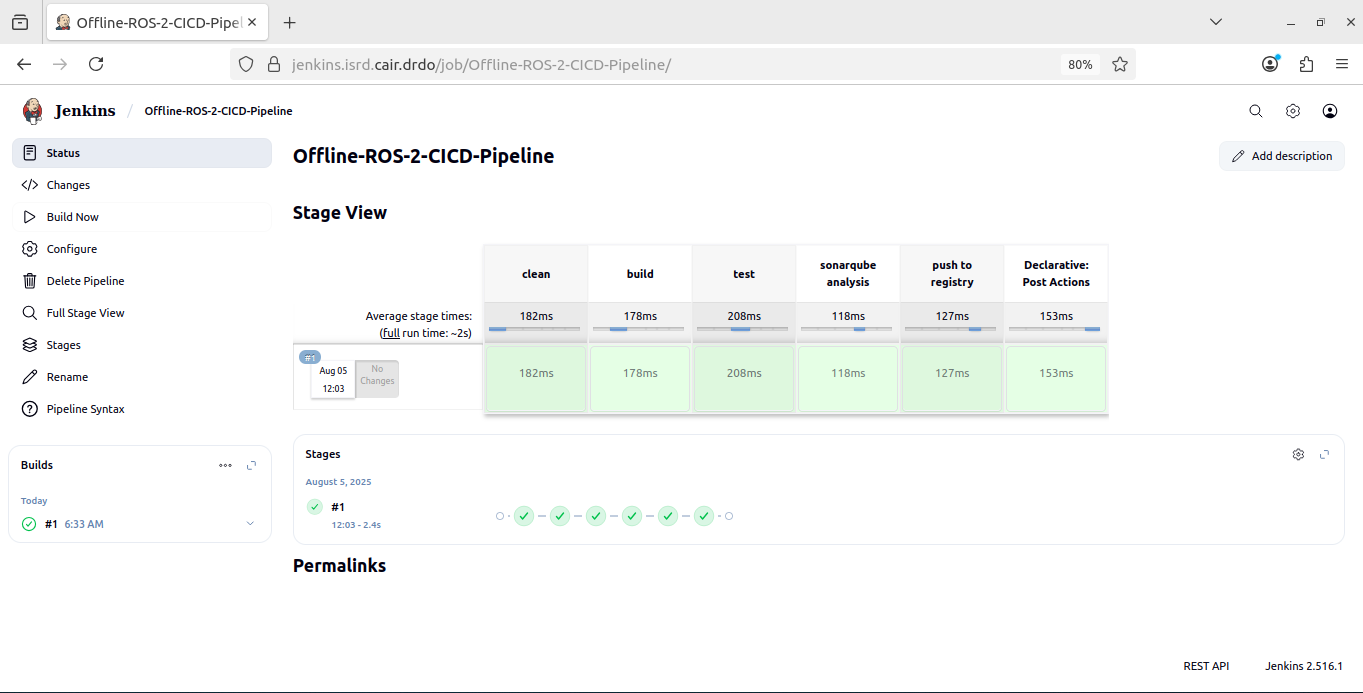 Offline-ROS-2-CICD-Pipel
jenkins.isrd.cair.drdo/job/Offline-ROS-2-CICD-Pipeline/
80%
Jenkins / Offline-ROS-2-CICD-Pipeline
Status
Changes
Build Now
Configure
Delete Pipeline
Full Stage View
Stages
Rename
Pipeline Syntax
Builds
Today
#1 6:33 AM
Offline-ROS-2-CICD-Pipeline
Add description
Stage View
clean build test sonarqube analysis push to registry Declarative: Post Actions
Average stage times: 182ms 178ms 208ms 118ms 127ms 153ms
(full run time: ~2s)
#1
Aug 05 12:03 No Changes 182ms 178ms 208ms 118ms 127ms 153ms
Stages
August 5, 2025
#1
12:03 - 2.4s
Permalinks
REST API Jenkins 2.516.1